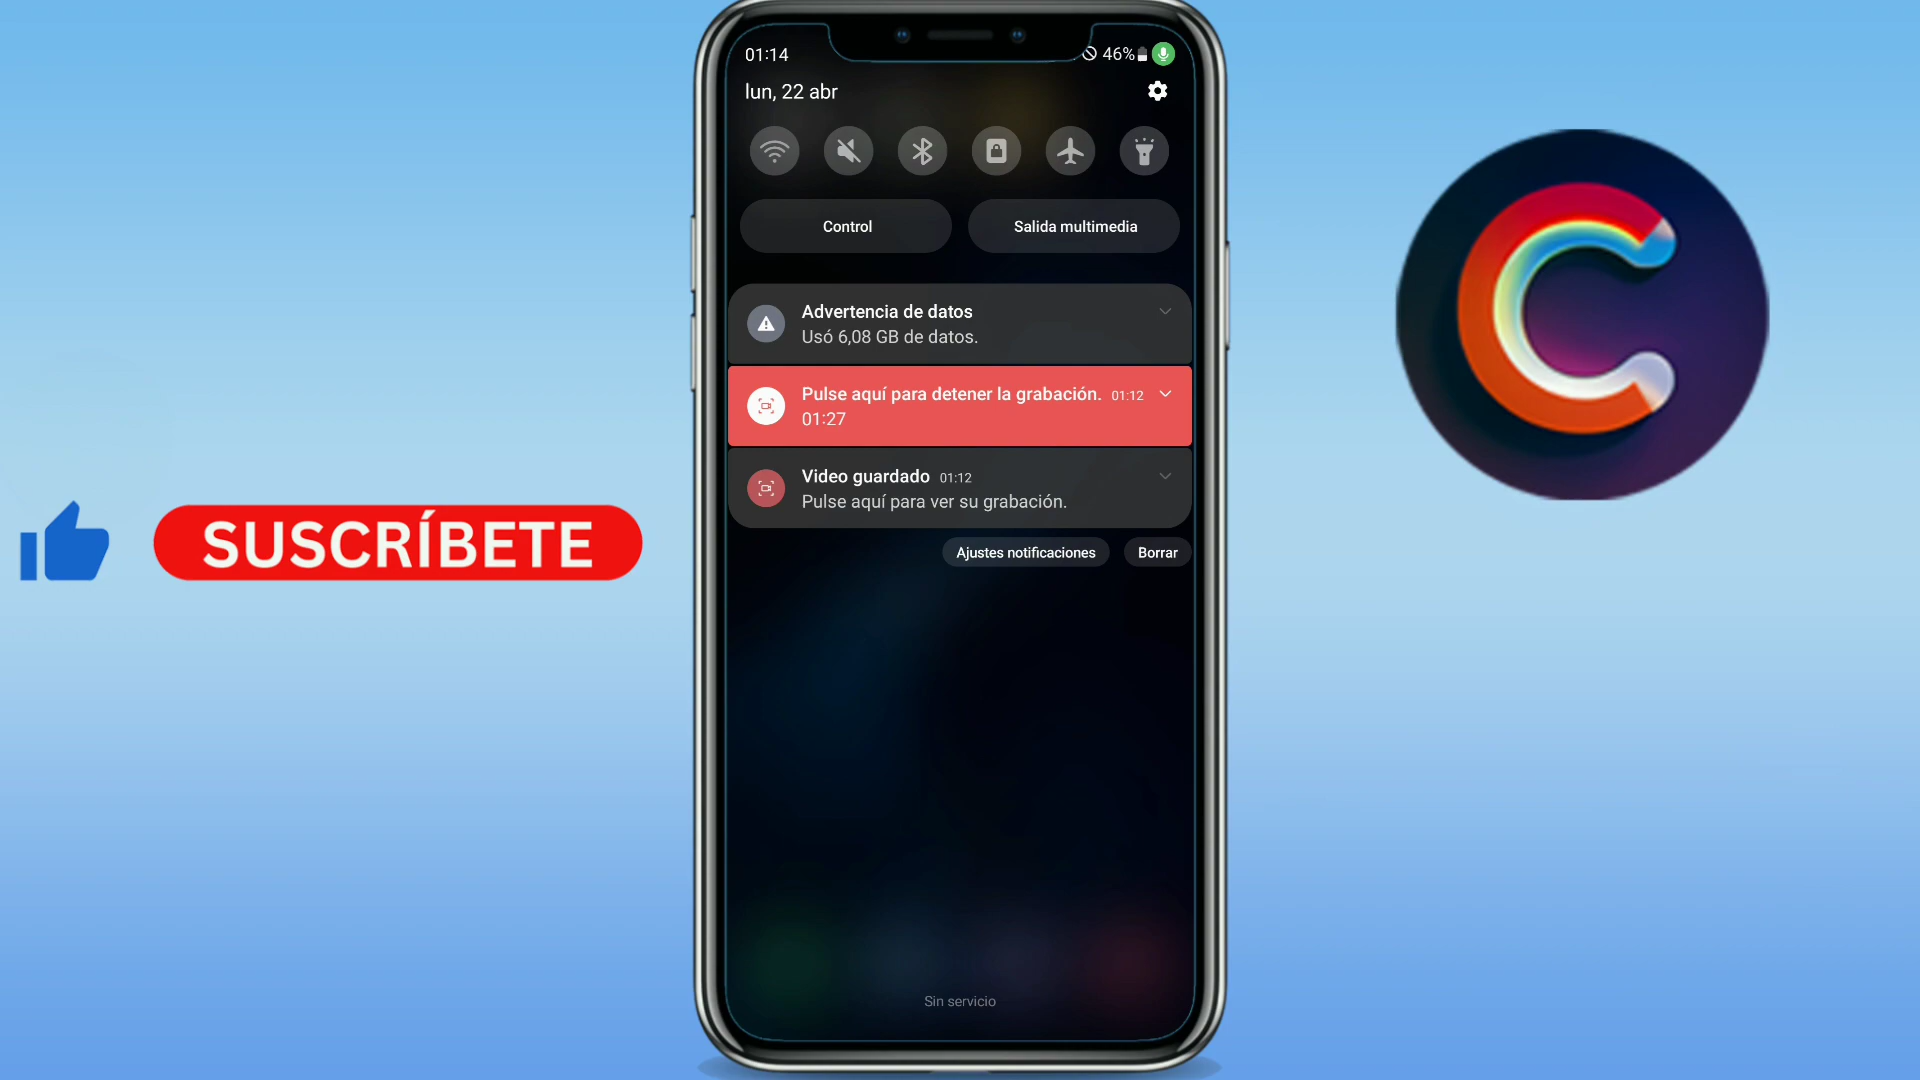 01:14
46%
lun, 22 abr
Control
Salida multimedia
Advertencia de datos
Usó 6,08 GB de datos.
Pulse aquí para detener la grabación. 01:12
01:27
Video guardado 01:12
Pulse aquí para ver su grabación.
SUSCRÍBETE
Ajustes notificaciones
Borrar
Sin servicio